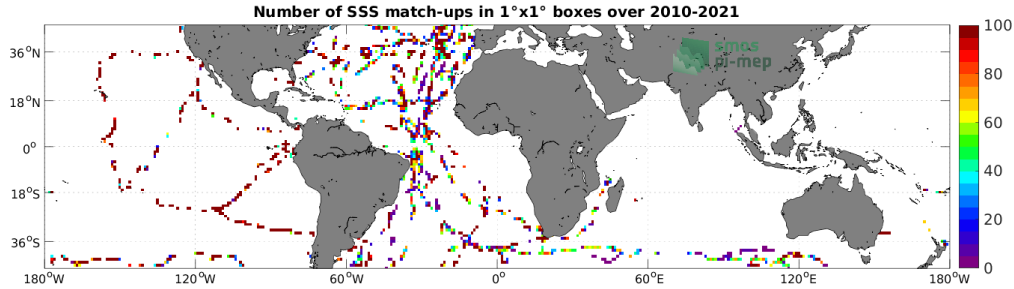 Number of SSS match-ups in 1°x1° boxes over 2010-2021
smos
pi-mep
36°N
18°N
0°
18°S
36°S
180°W
120°W
60°W
0°
60°E
120°E
180°W
100
80
60
40
20
0